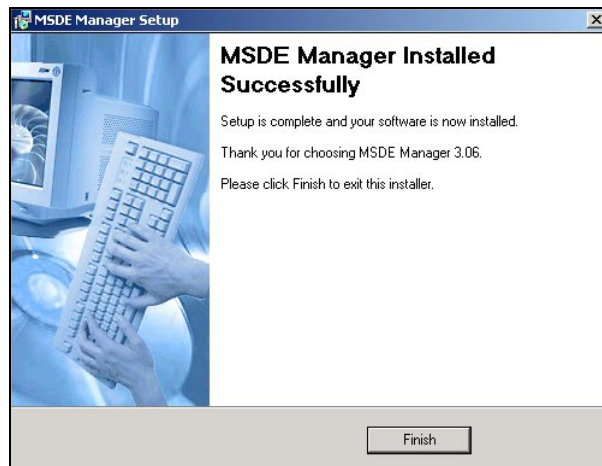 MSDE Manager Setup
MSDE Manager Installed
Successfully
Setup is complete and your software is now installed.
Thank you for choosing MSDE Manager 3.06.
Please click Finish to exit this installer.
Finish